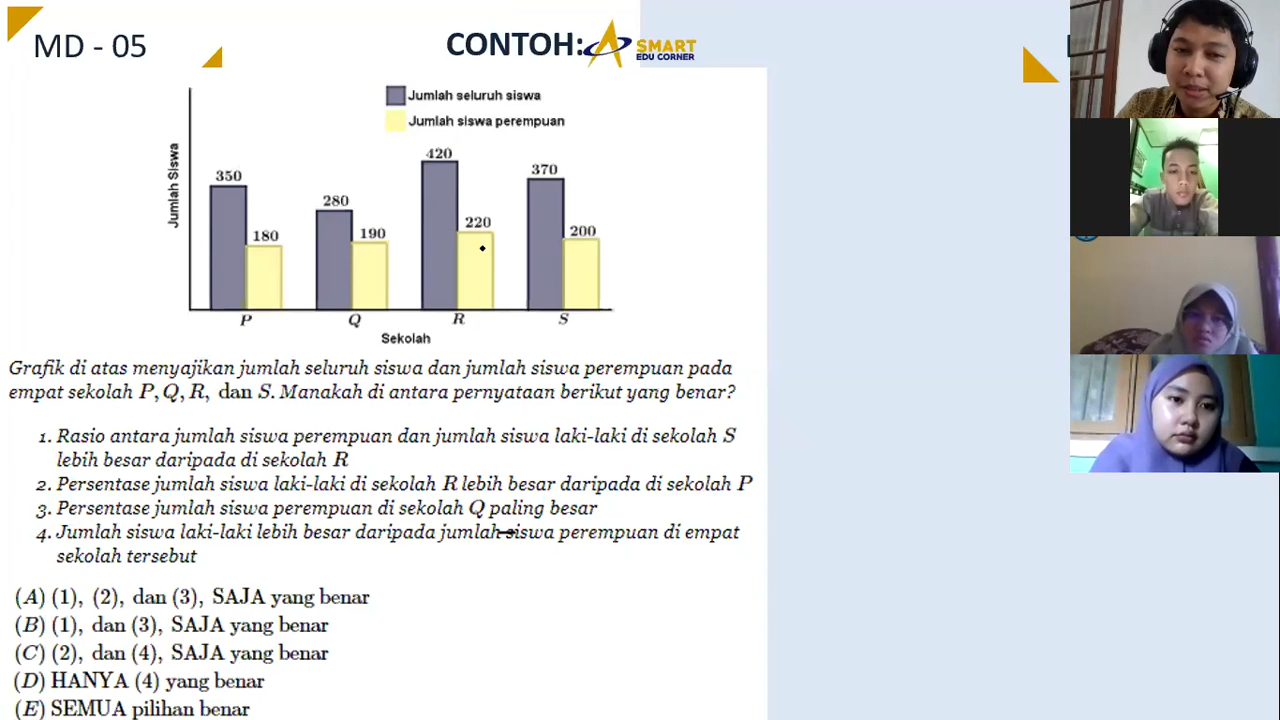 MD - 05
CONTOH:
SMART
EDU CORNER
Jumlah seluruh siswa
Jumlah siswa perempuan
Jumlah Siswa
350
180
280
190
420
220
370
200
P
Q
R
S
Sekolah
Grafik di atas menyajikan jumlah seluruh siswa dan jumlah siswa perempuan pada
empat sekolah P, Q, R, dan S. Manakah di antara pernyataan berikut yang benar?
1. Rasio antara jumlah siswa perempuan dan jumlah siswa laki-laki di sekolah S
lebih besar daripada di sekolah R
2. Persentase jumlah siswa laki-laki di sekolah R lebih besar daripada di sekolah P
3. Persentase jumlah siswa perempuan di sekolah Q paling besar
4. Jumlah siswa laki-laki lebih besar daripada jumlah siswa perempuan di empat
sekolah tersebut
(A) (1), (2), dan (3), SAJA yang benar
(B) (1), dan (3), SAJA yang benar
(C) (2), dan (4), SAJA yang benar
(D) HANYA (4) yang benar
(E) SEMUA pilihan benar